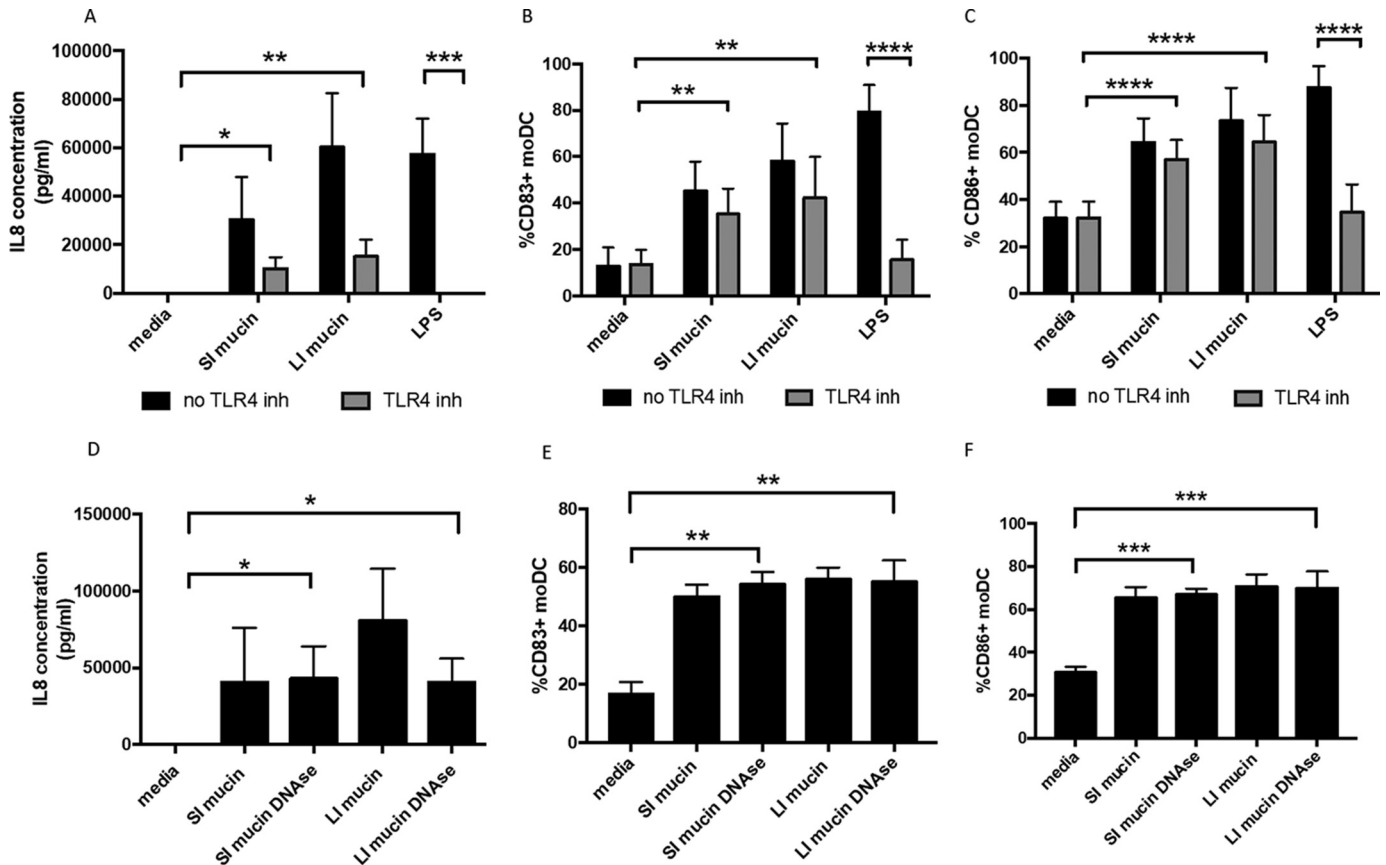 A
IL8 concentration
(pg/ml)
100000
80000
60000
40000
20000
0
*
**
***
media
SI mucin
LI mucin
LPS
no TLR4 inh
TLR4 inh
B
%CD83+ moDC
100
80
60
40
20
0
**
**
****
media
SI mucin
LI mucin
LPS
no TLR4 inh
TLR4 inh
C
% CD86+ moDC
100
80
60
40
20
0
****
****
****
media
SI mucin
LI mucin
LPS
no TLR4 inh
TLR4 inh
D
IL8 concentration
(pg/ml)
150000
100000
50000
0
*
*
media
SI mucin
SI mucin DNAse
LI mucin
LI mucin DNAse
E
%CD83+ moDC
80
60
40
20
0
**
**
media
SI mucin
SI mucin DNAse
LI mucin
LI mucin DNAse
F
%CD86+ moDC
100
80
60
40
20
0
***
***
media
SI mucin
SI mucin DNAse
LI mucin
LI mucin DNAse